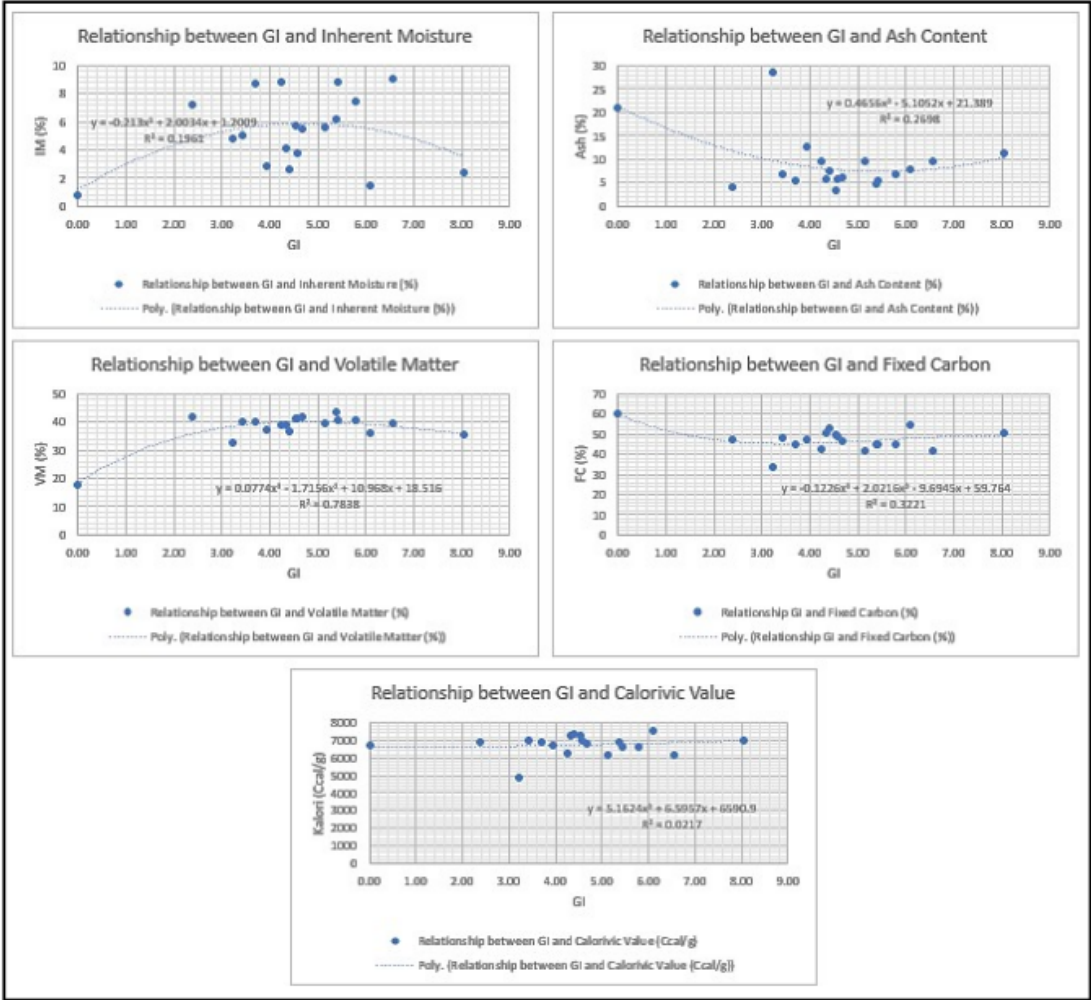 Relationship between GI and Inherent Moisture
IM (%)
10
8
6
4
2
0
y = -0.213x² + 2.0034x + 1.2009
R² = 0.1961
0.00 1.00 2.00 3.00 4.00 5.00 6.00 7.00 8.00 9.00
GI
Relationship between GI and Inherent Moisture (%)
Poly. (Relationship between GI and Inherent Moisture (%))
Relationship between GI and Ash Content
Ash (%)
30
25
20
15
10
5
0
y = 0.4656x² - 5.1052x + 21.389
R² = 0.2698
0.00 1.00 2.00 3.00 4.00 5.00 6.00 7.00 8.00 9.00
GI
Relationship between GI and Ash Content (%)
Poly. (Relationship between GI and Ash Content (%))
Relationship between GI and Volatile Matter
VM (%)
50
40
30
20
10
0
y = 0.0774x³ - 1.7156x² + 10.968x + 18.516
R² = 0.7838
0.00 1.00 2.00 3.00 4.00 5.00 6.00 7.00 8.00 9.00
GI
Relationship between GI and Volatile Matter (%)
Poly. (Relationship between GI and Volatile Matter (%))
Relationship between GI and Fixed Carbon
FC (%)
70
60
50
40
30
20
10
0
y = -0.1226x³ + 2.0216x² - 9.6945x + 59.764
R² = 0.3221
0.00 1.00 2.00 3.00 4.00 5.00 6.00 7.00 8.00 9.00
GI
Relationship GI and Fixed Carbon (%)
Poly. (Relationship GI and Fixed Carbon (%))
Relationship between GI and Calorivic Value
Kalori (Ccal/g)
8000
7000
6000
5000
4000
3000
2000
1000
0
y = 5.1624x² + 6.5957x + 6590.9
R² = 0.0217
0.00 1.00 2.00 3.00 4.00 5.00 6.00 7.00 8.00 9.00
GI
Relationship between GI and Calorivic Value (Ccal/g)
Poly. (Relationship between GI and Calorivic Value (Ccal/g))